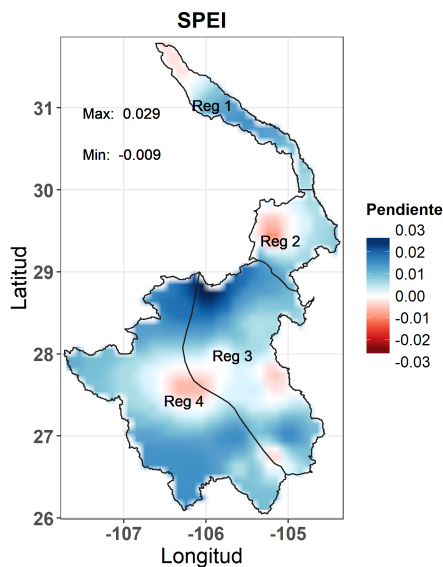 SPEI
Max: 0.029
Min: -0.009
Reg 1
Reg 2
Reg 3
Reg 4
31
30
29
28
27
26
Latitud
-107
-106
-105
Longitud
Pendiente
0.03
0.02
0.01
0.00
-0.01
-0.02
-0.03